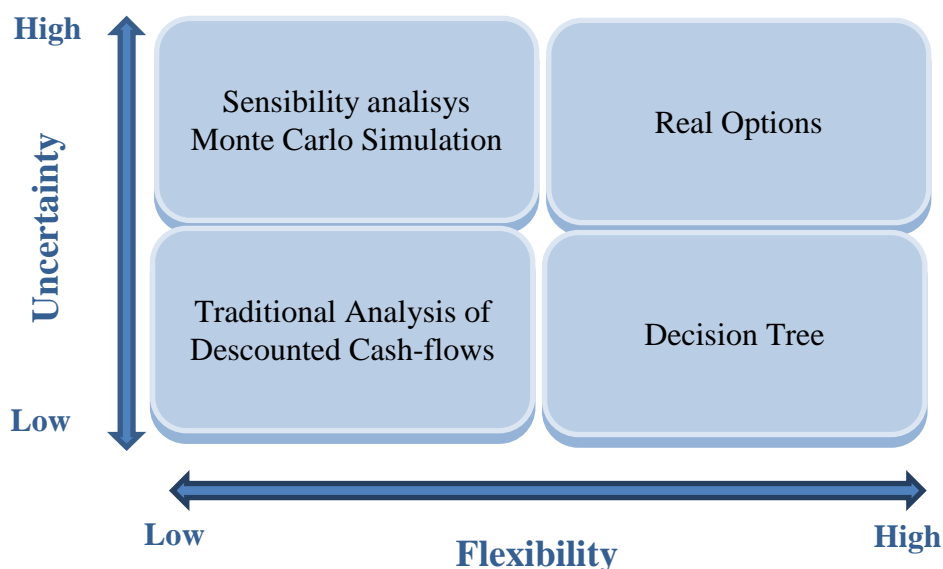 High
Sensibility analisys
Monte Carlo Simulation
Real Options
Uncertainty
Traditional Analysis of
Descounted Cash-flows
Decision Tree
Low
Low
High
Flexibility